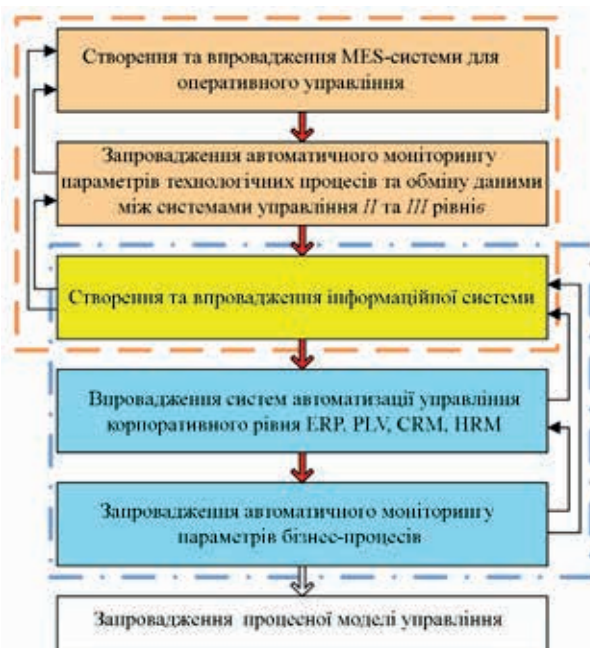 Створення та впровадження MES-системи для
оперативного управління
Запровадження автоматичного моніторингу
параметрів технологічних процесів та обміну даними
між системами управління II та III рівнів
Створення та впровадження інформаційної системи
Впровадження систем автоматизації управління
корпоративного рівня ERP, PLV, CRM, HRM
Запровадження автоматичного моніторингу
параметрів бізнес-процесів
Запровадження процесної моделі управління